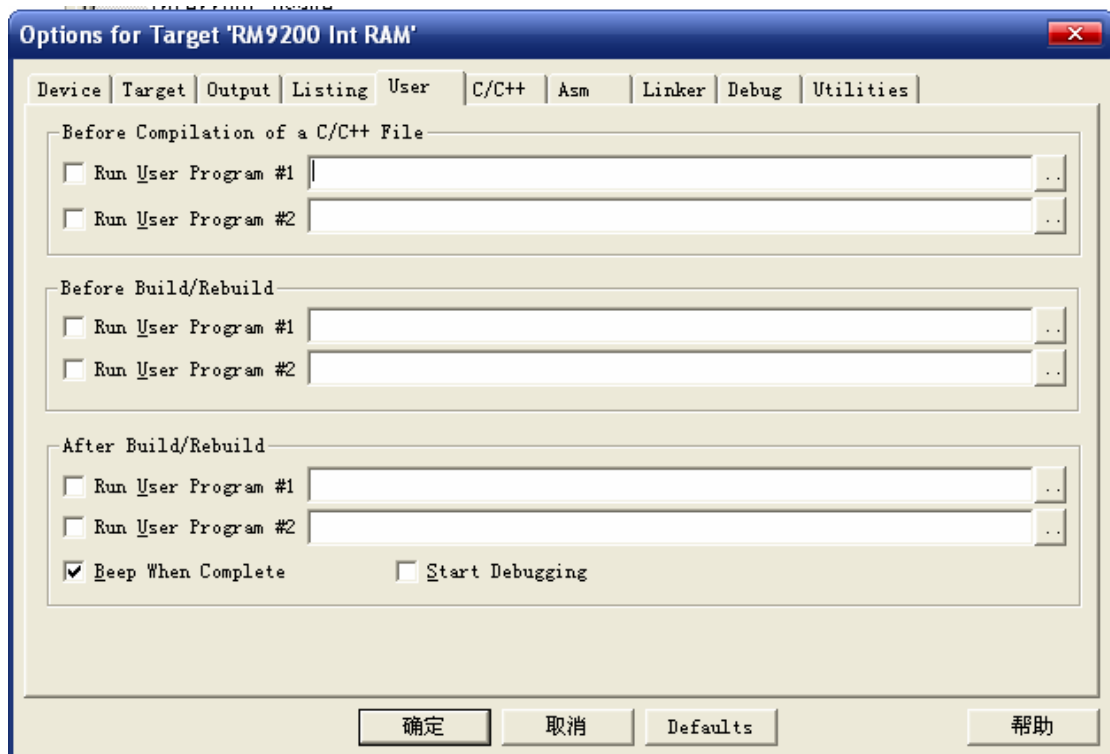 Options for Target 'RM9200 Int RAM'
Device Target Output Listing User C/C++ Asm Linker Debug Utilities
Before Compilation of a C/C++ File
Run User Program #1 ..
Run User Program #2 ..
Before Build/Rebuild
Run User Program #1 ..
Run User Program #2 ..
After Build/Rebuild
Run User Program #1 ..
Run User Program #2 ..
Beep When Complete Start Debugging
确定 取消 Defaults 帮助